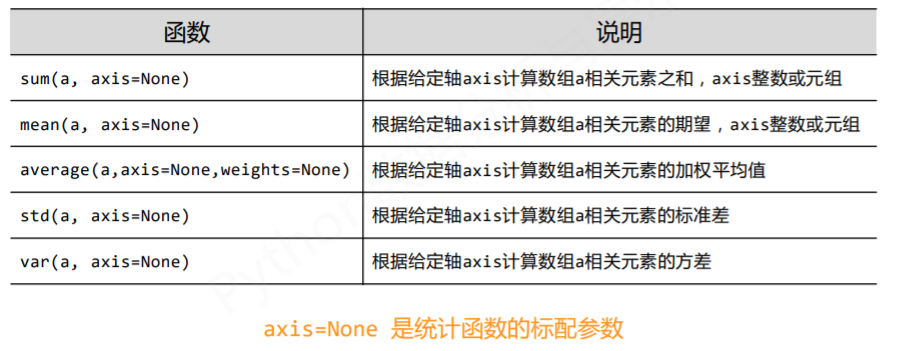 函数 说明
sum(a, axis=None) 根据给定轴axis计算数组a相关元素之和，axis整数或元组
mean(a, axis=None) 根据给定轴axis计算数组a相关元素的期望，axis整数或元组
average(a,axis=None,weights=None) 根据给定轴axis计算数组a相关元素的加权平均值
std(a, axis=None) 根据给定轴axis计算数组a相关元素的标准差
var(a, axis=None) 根据给定轴axis计算数组a相关元素的方差
axis=None 是统计函数的标配参数